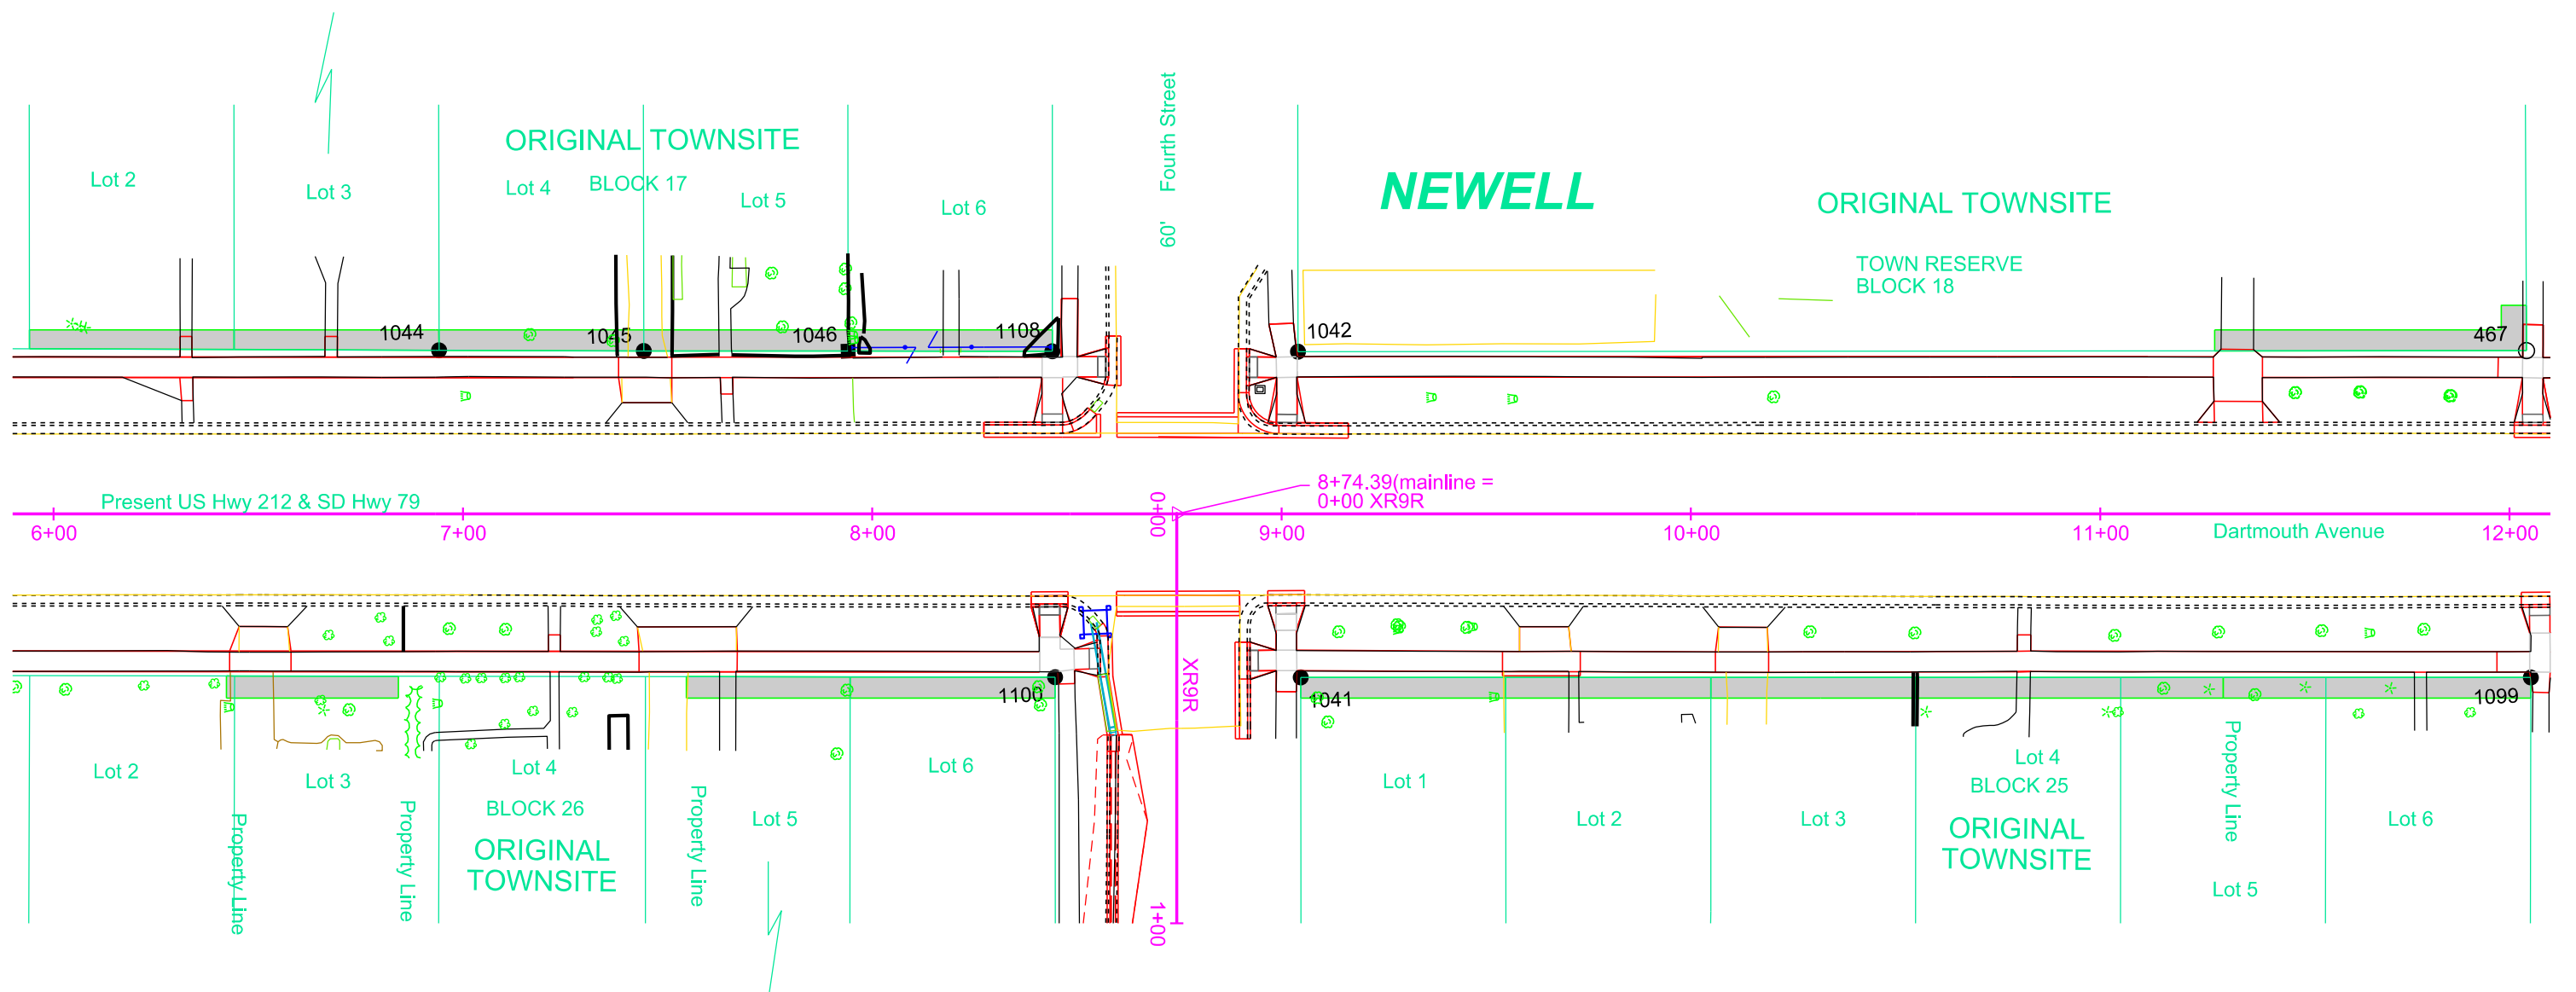 ORIGINAL TOWNSITE
Lot 2
Lot 3
Lot 4
BLOCK 17
Lot 5
Lot 6
60' Fourth Street
NEWELL
ORIGINAL TOWNSITE
TOWN RESERVE
BLOCK 18
1044
1045
1046
1108
1042
467
Present US Hwy 212 & SD Hwy 79
8+74.39(mainline =
0+00 XR9R
0+00
6+00
7+00
8+00
9+00
10+00
11+00
12+00
Dartmouth Avenue
XR9R
1+00
1100
1041
1099
Lot 2
Property Line
Lot 3
Property Line
Lot 4
BLOCK 26
ORIGINAL
TOWNSITE
Property Line
Lot 5
Lot 6
Lot 1
Lot 2
Lot 3
Lot 4
BLOCK 25
ORIGINAL
TOWNSITE
Property Line
Lot 5
Lot 6